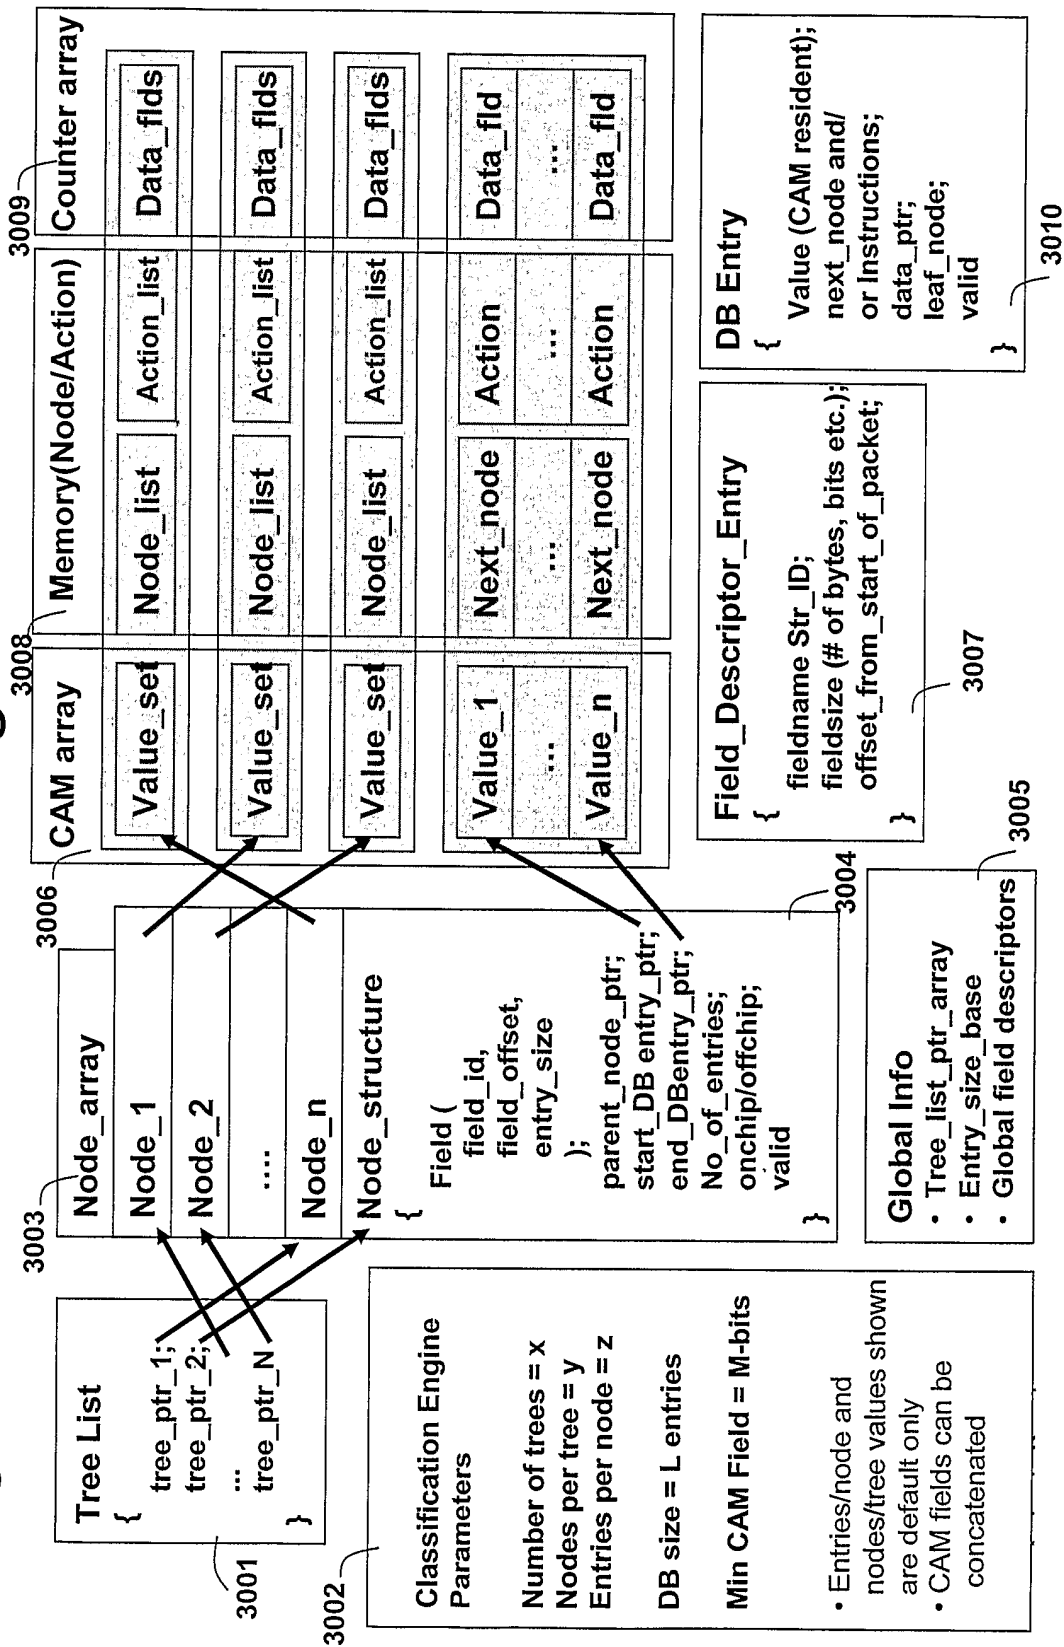 3001
Tree List
{
tree_ptr_1;
tree_ptr_2;
...
tree_ptr_N
}
3002
Classification Engine
Parameters
Number of trees = x
Nodes per tree = y
Entries per node = z
DB size = L entries
Min CAM Field = M-bits
• Entries/node and
nodes/tree values shown
are default only
• CAM fields can be
concatenated
3003
Node_array
Node_1
Node_2
....
Node_n
Node_structure
{
Field (
field_id,
field_offset,
entry_size
);
parent_node_ptr;
start_DB entry_ptr;
end_DBentry_ptr;
No_of_entries;
onchip/offchip;
valid
}
3004
Global Info
• Tree_list_ptr_array
• Entry_size_base
• Global field descriptors
3005
3006
CAM array
Value_set
Value_set
Value_set
Value_1
...
Value_n
3008
Memory(Node/Action)
Node_list Action_list
Node_list Action_list
Node_list Action_list
Next_node Action
... ...
Next_node Action
3009
Counter array
Data_flds
Data_flds
Data_flds
Data_fld
...
Data_fld
Field_Descriptor_Entry
{
fieldname Str_ID;
fieldsize (# of bytes, bits etc.);
offset_from_start_of_packet;
}
3007
DB Entry
{
Value (CAM resident);
next_node and/
or Instructions;
data_ptr;
leaf_node;
valid
}
3010